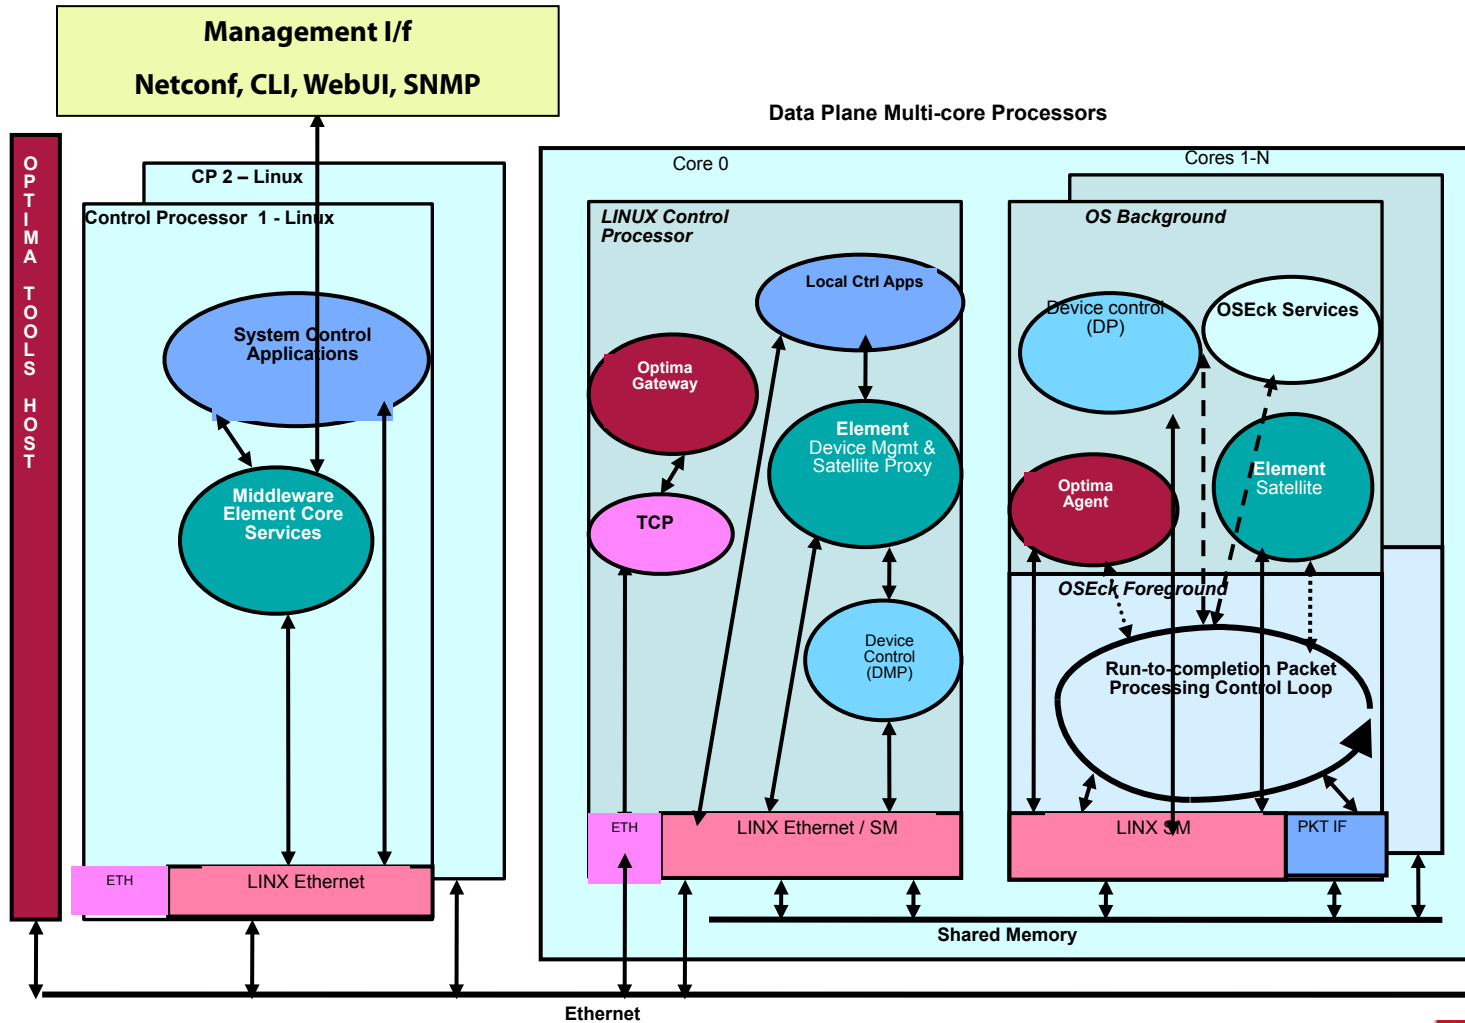 Management I/f
Netconf, CLI, WebUI, SNMP
OPTIMA TOOLS HOST
CP 2 – Linux
Control Processor 1 - Linux
System Control
Applications
Middleware
Element Core
Services
ETH
LINX Ethernet
Data Plane Multi-core Processors
Core 0
LINUX Control
Processor
Local Ctrl Apps
Optima
Gateway
Element
Device Mgmt &
Satellite Proxy
TCP
Device
Control
(DMP)
ETH
LINX Ethernet / SM
Cores 1-N
OS Background
Device control
(DP)
OSEck Services
Optima
Agent
Element
Satellite
OSEck Foreground
Run-to-completion Packet
Processing Control Loop
LINX SM
PKT IF
Shared Memory
Ethernet